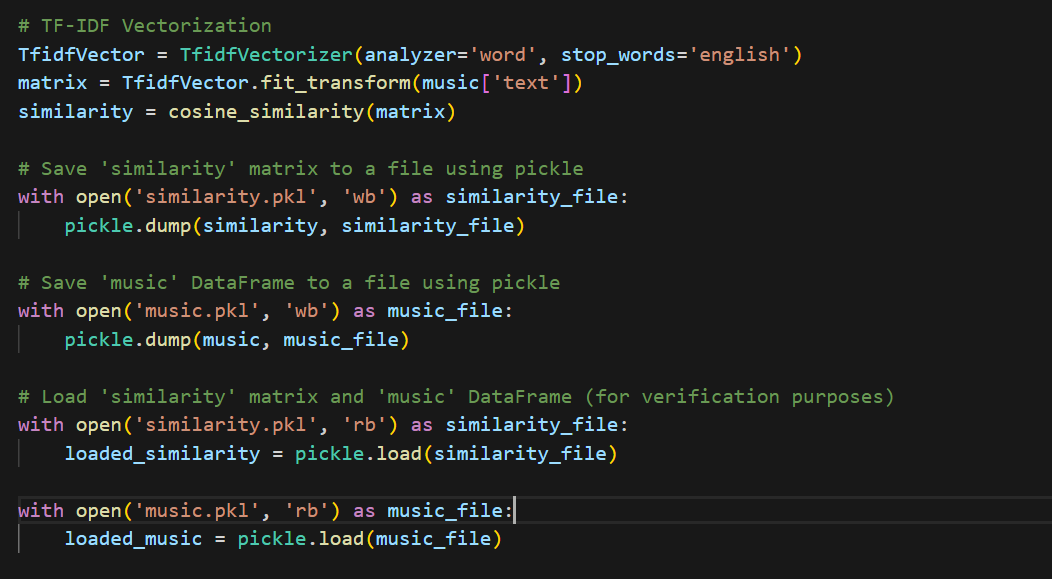 # TF-IDF Vectorization
TfidfVector = TfidfVectorizer(analyzer='word', stop_words='english')
matrix = TfidfVector.fit_transform(music['text'])
similarity = cosine_similarity(matrix)

# Save 'similarity' matrix to a file using pickle
with open('similarity.pkl', 'wb') as similarity_file:
    pickle.dump(similarity, similarity_file)

# Save 'music' DataFrame to a file using pickle
with open('music.pkl', 'wb') as music_file:
    pickle.dump(music, music_file)

# Load 'similarity' matrix and 'music' DataFrame (for verification purposes)
with open('similarity.pkl', 'rb') as similarity_file:
    loaded_similarity = pickle.load(similarity_file)

with open('music.pkl', 'rb') as music_file:
    loaded_music = pickle.load(music_file)